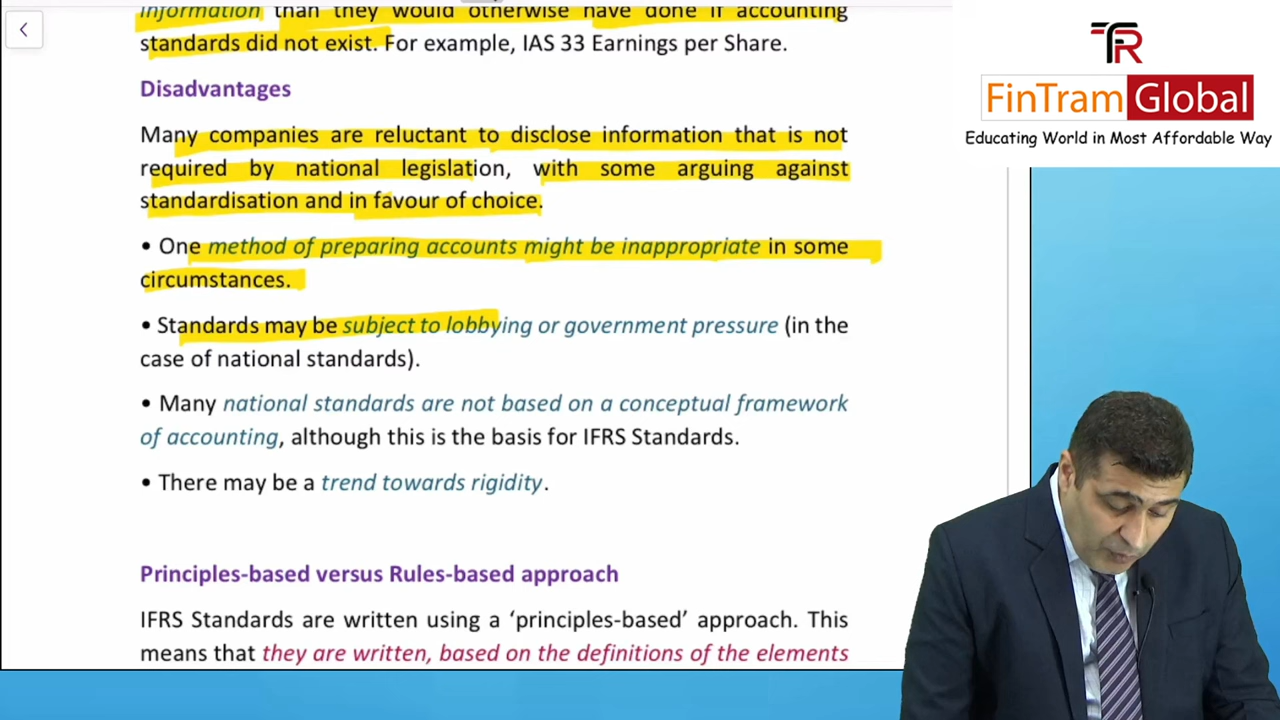 information than they would otherwise have done if accounting
standards did not exist. For example, IAS 33 Earnings per Share.
Disadvantages
Many companies are reluctant to disclose information that is not
required by national legislation, with some arguing against
standardisation and in favour of choice.
• One method of preparing accounts might be inappropriate in some
circumstances.
• Standards may be subject to lobbying or government pressure (in the
case of national standards).
• Many national standards are not based on a conceptual framework
of accounting, although this is the basis for IFRS Standards.
• There may be a trend towards rigidity.
Principles-based versus Rules-based approach
IFRS Standards are written using a ‘principles-based’ approach. This
means that they are written, based on the definitions of the elements
FinTram Global
Educating World in Most Affordable Way